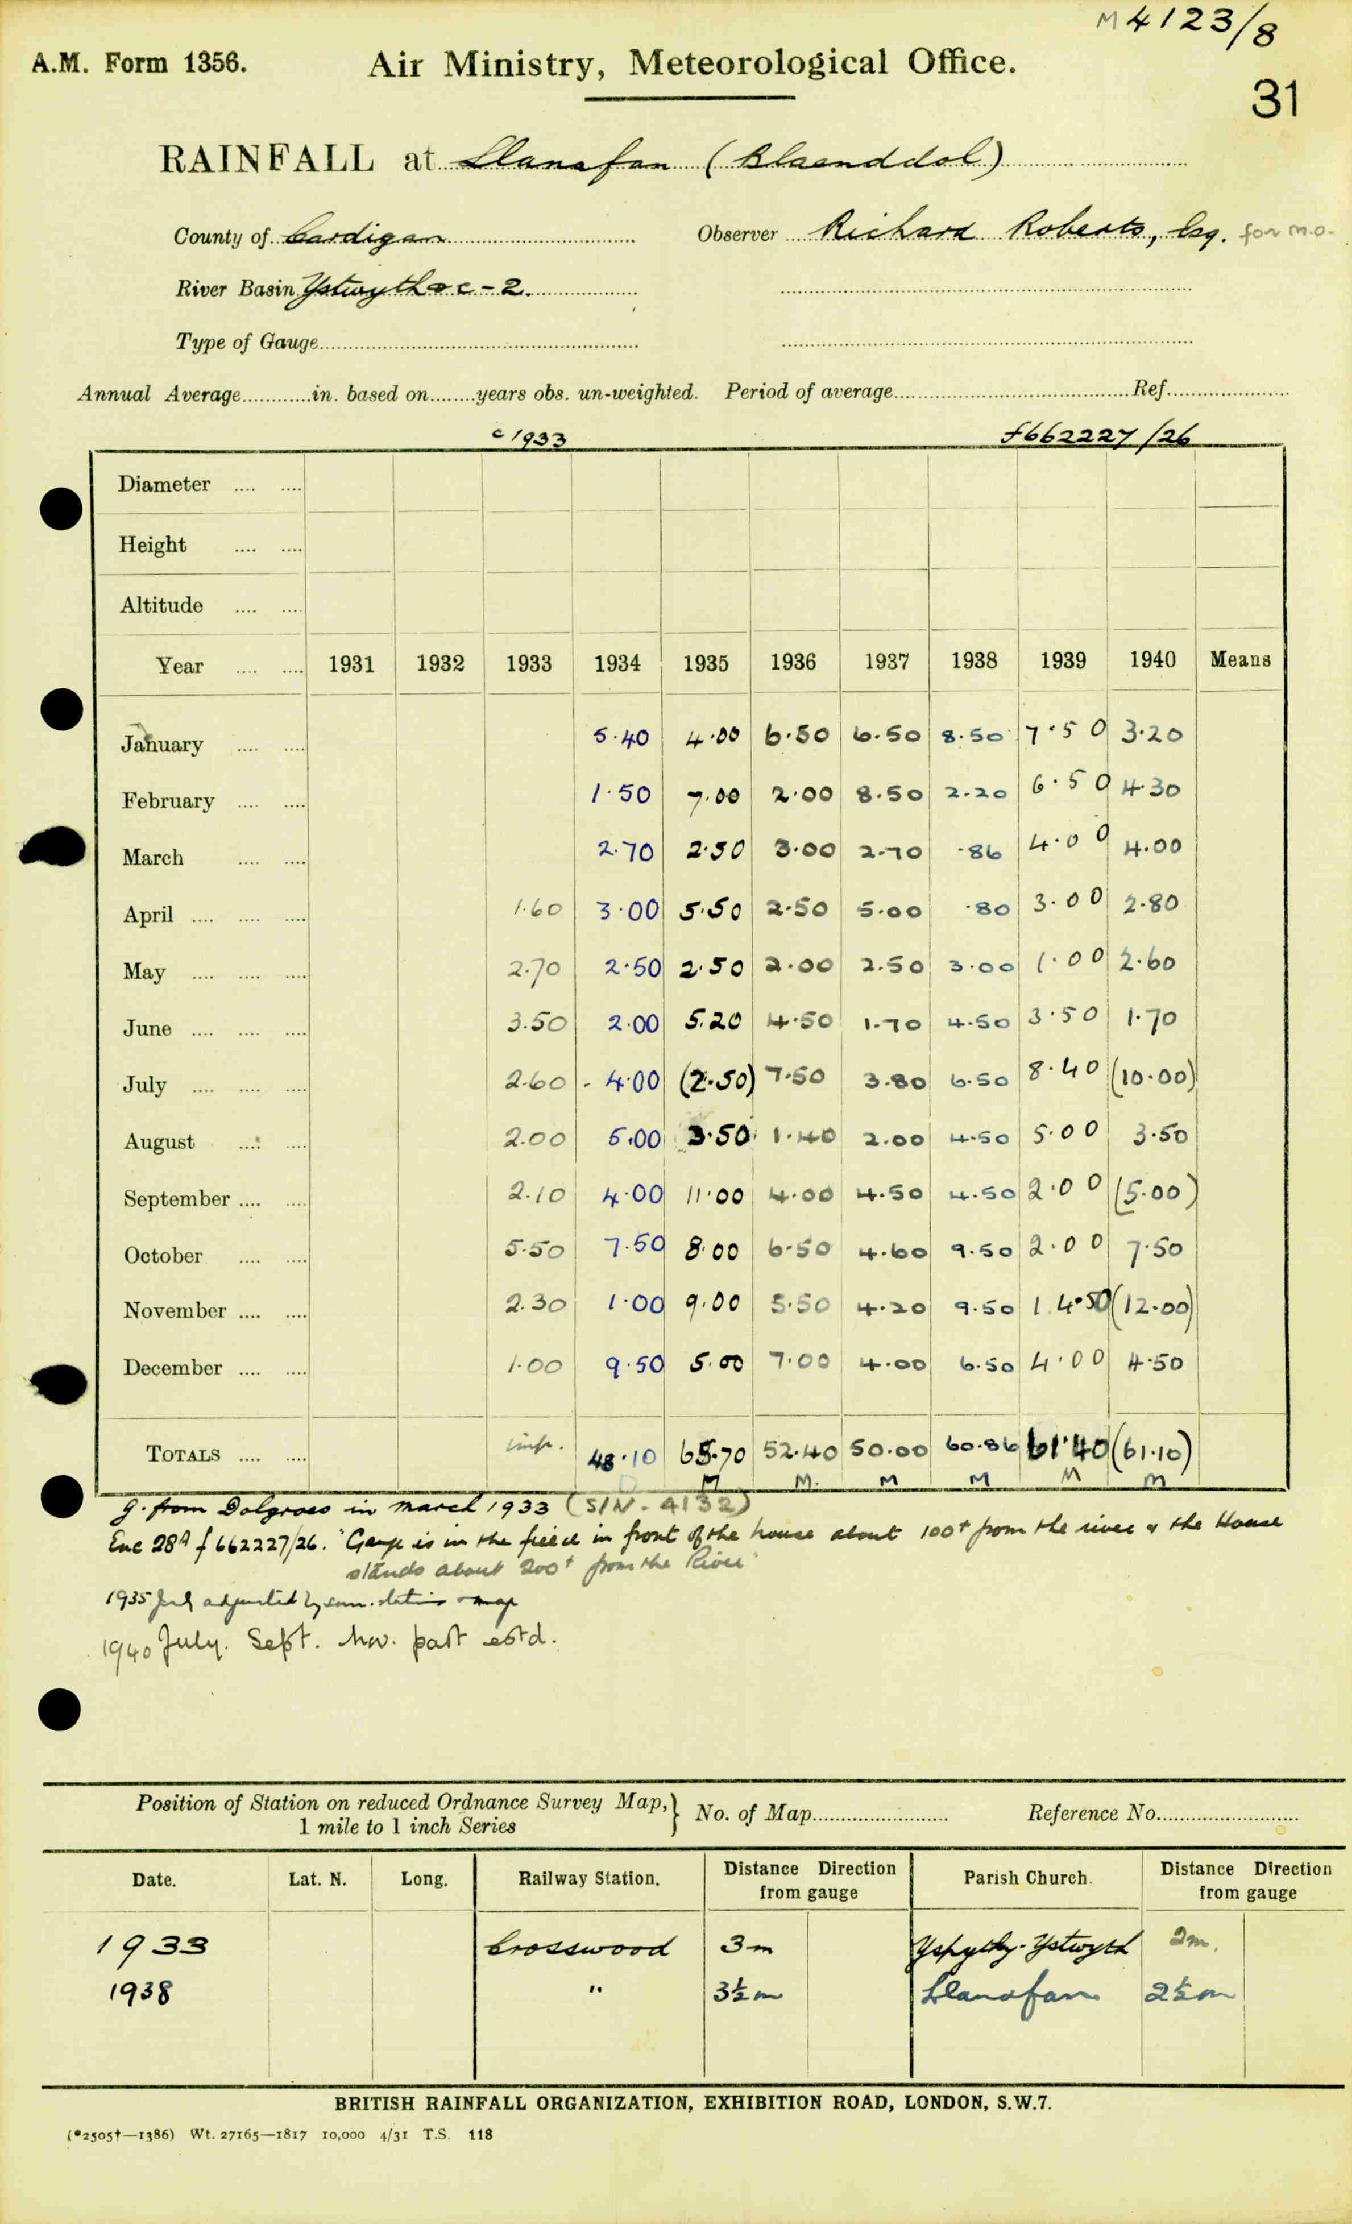 M 4123/8
A.M. Form 1356. Air Ministry, Meteorological Office.
31
RAINFALL at Llanafan (Blaenddol)
County of Cardigan Observer Richard Roberts, Esq. for M.O.
River Basin Ystwyth &c - 2.
Type of Gauge
Annual Average in. based on years obs. un-weighted. Period of average Ref.
c 1933 f662227/26
Diameter
Height
Altitude
Year 1931 1932 1933 1934 1935 1936 1937 1938 1939 1940 Means
January 5.40 4.00 6.50 6.50 8.50 7.50 3.20
February 1.50 7.00 2.00 8.50 2.20 6.50 4.30
March 2.70 2.50 3.00 2.70 .86 4.00 4.00
April 1.60 3.00 5.50 2.50 5.00 .80 3.00 2.80
May 2.70 2.50 2.50 2.00 2.50 3.00 1.00 2.60
June 3.50 2.00 5.20 4.50 1.70 4.50 3.50 1.70
July 2.60 - 4.00 (2.50) 7.50 3.80 6.50 8.40 (10.00)
August 2.00 5.00 3.50 1.40 2.00 4.50 5.00 3.50
September 2.10 4.00 11.00 4.00 4.50 4.50 2.00 (5.00)
October 5.50 7.50 8.00 6.50 4.60 9.50 2.00 7.50
November 2.30 1.00 9.00 5.50 4.20 9.50 14.50 (12.00)
December 1.00 9.50 5.00 7.00 4.00 6.50 4.00 4.50
TOTALS imp. 48.10 65.70 52.40 50.00 60.86 61.40 (61.10)
D M M. M M M M
g. from Dolgroes in march 1933 (S/N - 4132)
Enc 28A f 662227/26. "Gauge is in the field in front of the house about 100+ from the river & the House
stands about 200+ from the River"
1935 July adjusted by map
1940 July. Sept. Nov. part estd.
Position of Station on reduced Ordnance Survey Map, } No. of Map Reference No.
1 mile to 1 inch Series
Date. Lat. N. Long. Railway Station. Distance Direction from gauge Parish Church. Distance Direction from gauge
1933 Crosswood 3m Yspytty-Ystwyth 2m.
1938 " 3½m Llanafan 2½m
BRITISH RAINFALL ORGANIZATION, EXHIBITION ROAD, LONDON, S.W.7.
(*2505†—1386) Wt. 27165—1817 10,000 4/31 T.S. 118